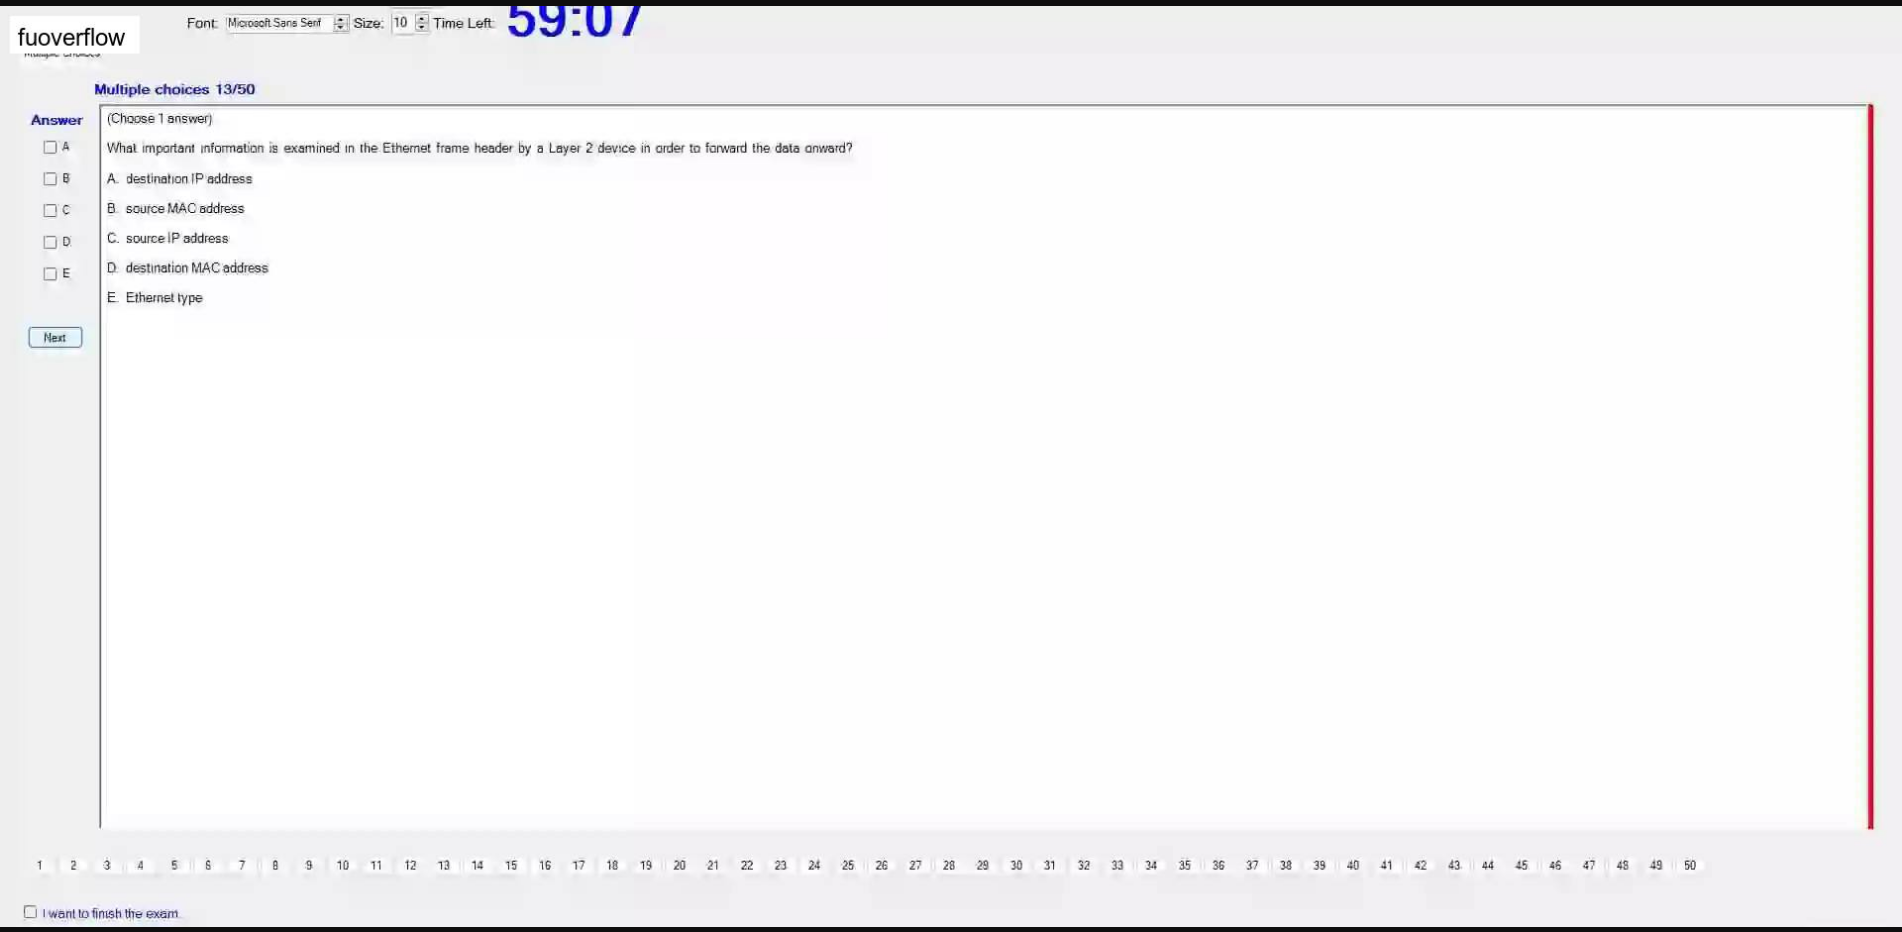 fuoverflow
Font: Microsoft Sans Serif Size: 10 Time Left: 59:07
Multiple choices
Multiple choices 13/50
Answer
A
B
C
D
E
Next
(Choose 1 answer)
What important information is examined in the Ethernet frame header by a Layer 2 device in order to forward the data onward?
A. destination IP address
B. source MAC address
C. source IP address
D. destination MAC address
E. Ethernet type
1 2 3 4 5 6 7 8 9 10 11 12 13 14 15 16 17 18 19 20 21 22 23 24 25 26 27 28 29 30 31 32 33 34 35 36 37 38 39 40 41 42 43 44 45 46 47 48 49 50
I want to finish the exam.